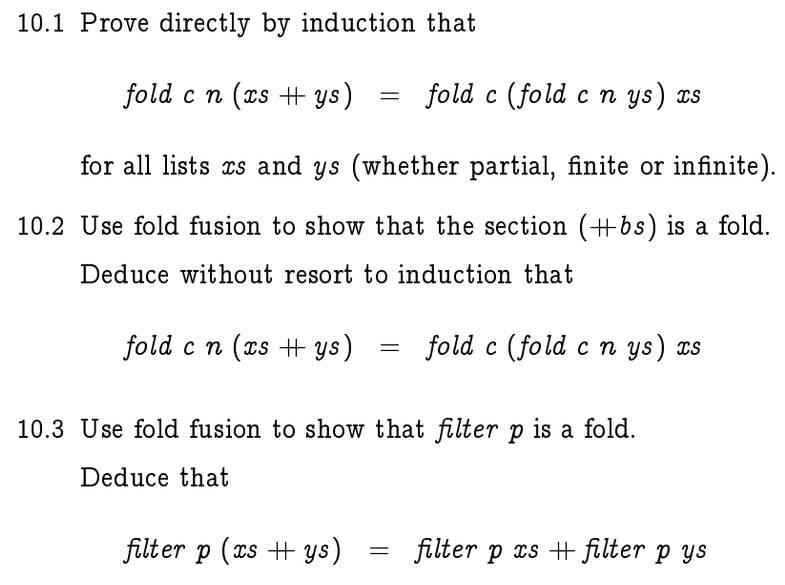 10.1 Prove directly by induction that
fold c n (xs ⧺ ys) = fold c (fold c n ys) xs
for all lists xs and ys (whether partial, finite or infinite).
10.2 Use fold fusion to show that the section (⧺bs) is a fold.
Deduce without resort to induction that
fold c n (xs ⧺ ys) = fold c (fold c n ys) xs
10.3 Use fold fusion to show that filter p is a fold.
Deduce that
filter p (xs ⧺ ys) = filter p xs ⧺ filter p ys